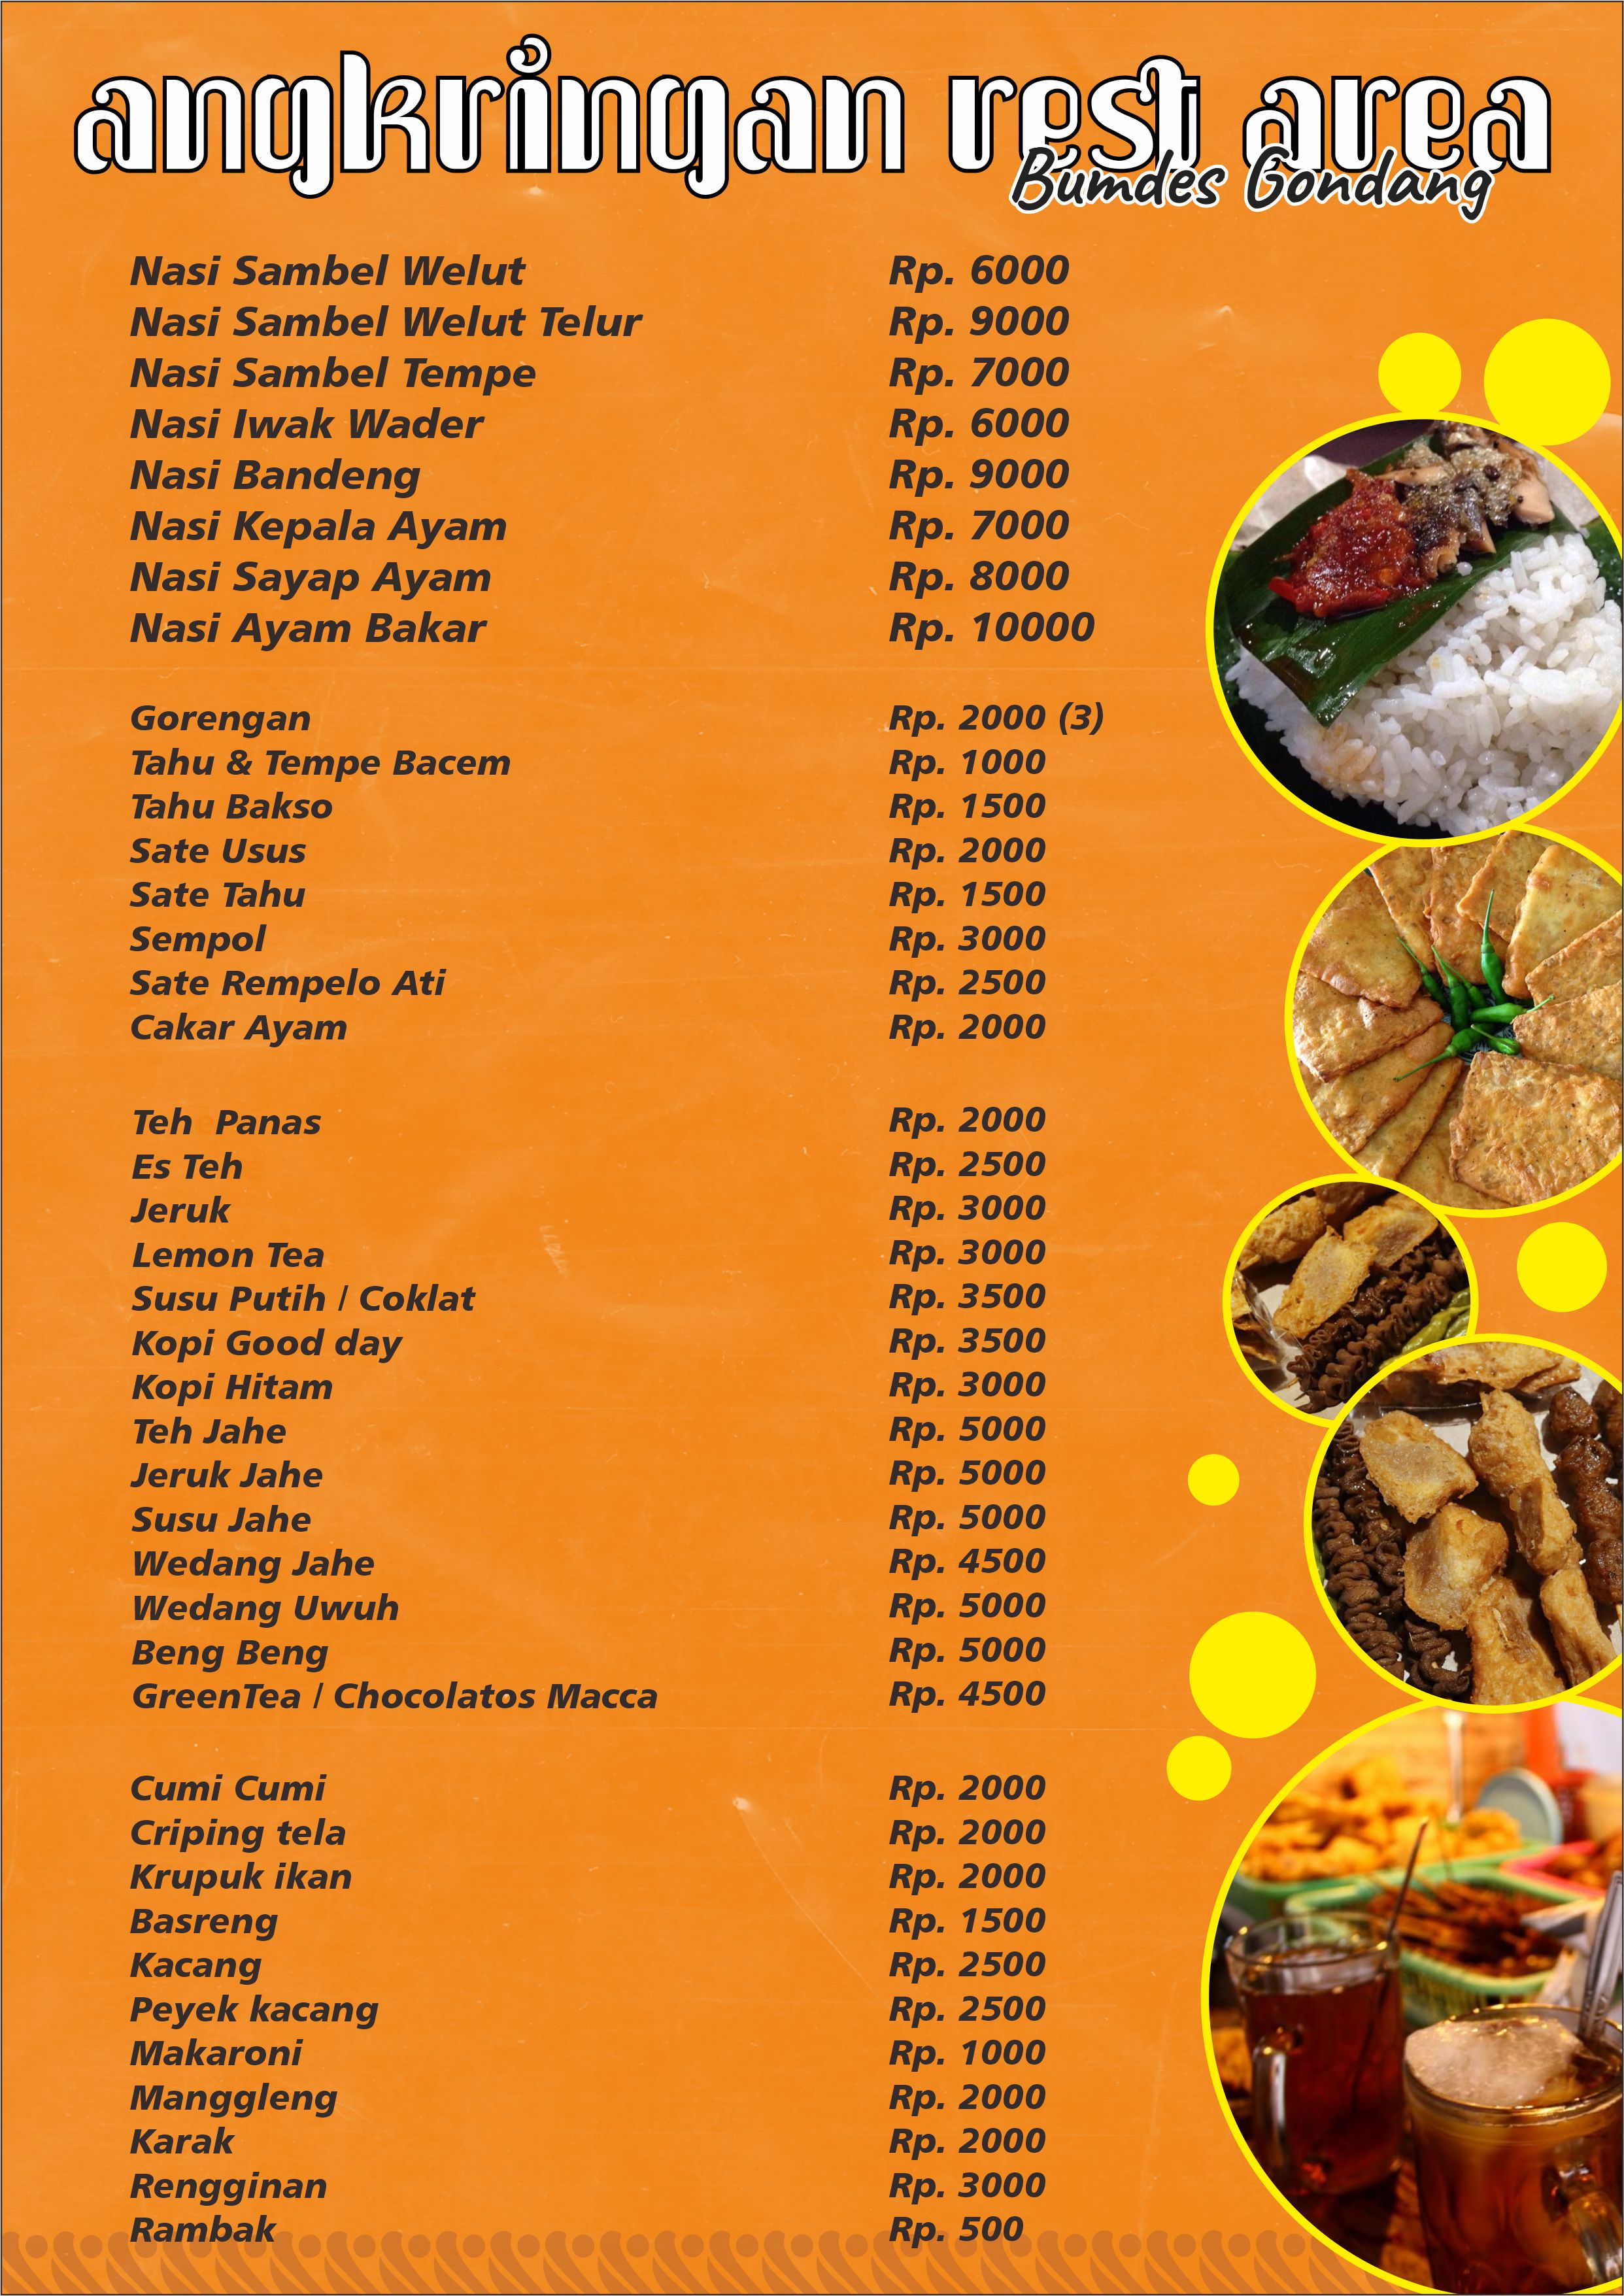 angkringan rest area
Bumdes Gondang
Nasi Sambel Welut Rp. 6000
Nasi Sambel Welut Telur Rp. 9000
Nasi Sambel Tempe Rp. 7000
Nasi Iwak Wader Rp. 6000
Nasi Bandeng Rp. 9000
Nasi Kepala Ayam Rp. 7000
Nasi Sayap Ayam Rp. 8000
Nasi Ayam Bakar Rp. 10000
Gorengan Rp. 2000 (3)
Tahu & Tempe Bacem Rp. 1000
Tahu Bakso Rp. 1500
Sate Usus Rp. 2000
Sate Tahu Rp. 1500
Sempol Rp. 3000
Sate Rempelo Ati Rp. 2500
Cakar Ayam Rp. 2000
Teh Panas Rp. 2000
Es Teh Rp. 2500
Jeruk Rp. 3000
Lemon Tea Rp. 3000
Susu Putih / Coklat Rp. 3500
Kopi Good day Rp. 3500
Kopi Hitam Rp. 3000
Teh Jahe Rp. 5000
Jeruk Jahe Rp. 5000
Susu Jahe Rp. 5000
Wedang Jahe Rp. 4500
Wedang Uwuh Rp. 5000
Beng Beng Rp. 5000
GreenTea / Chocolatos Macca Rp. 4500
Cumi Cumi Rp. 2000
Criping tela Rp. 2000
Krupuk ikan Rp. 2000
Basreng Rp. 1500
Kacang Rp. 2500
Peyek kacang Rp. 2500
Makaroni Rp. 1000
Manggleng Rp. 2000
Karak Rp. 2000
Rengginan Rp. 3000
Rambak Rp. 500